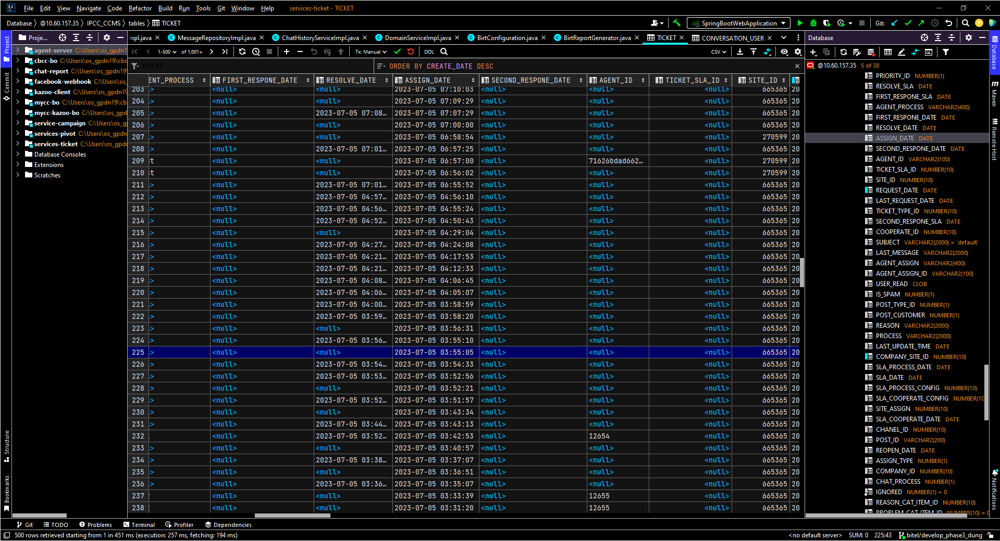 File Edit View Navigate Code Refactor Build Run Tools Git Window Help services-ticket - TICKET
Database @10.60.157.35 IPCC_CCMS tables TICKET SpringBootWebApplication Git:
Proje... mpl.java MessageRepositoryImpl.java ChatHistoryServiceImpl.java DomainServiceImpl.java BirtConfiguration.java BirtReportGenerator.java TICKET CONVERSATION_USER Database
1-500 of 1,001+ Tx: Manual DDL CSV
WHERE ORDER BY CREATE_DATE DESC
Project
Commit
Structure
Bookmarks
agent-server C:\Users\os_gpdn1
cbcc-bo C:\Users\os_gpdn19\cbc
chat-report C:\Users\os_gpdn19\
facebook-webhook C:\Users\os_
kazoo-client C:\Users\os_gpdn19
mycc-bo C:\Users\os_gpdn19\cb
mycc-kazoo-bo C:\Users\os_gpd
service-campaign C:\Users\os_g
services-pivot C:\Users\os_gpdn
services-ticket C:\Users\os_gpdn
Database Consoles
Extensions
Scratches
ENT_PROCESS FIRST_RESPONE_DATE RESOLVE_DATE ASSIGN_DATE SECOND_RESPONE_DATE AGENT_ID TICKET_SLA_ID SITE_ID
203 > <null> <null> 2023-07-05 07:10:03 <null> <null> <null> 665365 20
204 > <null> <null> 2023-07-05 07:09:29 <null> <null> <null> 665365 20
205 > <null> 2023-07-05 07:08… 2023-07-05 07:07:29 <null> <null> <null> 665365 20
206 > <null> <null> 2023-07-05 07:00:00 <null> <null> <null> 665365 20
207 > <null> <null> 2023-07-05 06:58:54 <null> <null> <null> 270599 20
208 > <null> 2023-07-05 07:01… 2023-07-05 06:57:25 <null> <null> <null> 665365 20
209 st <null> <null> 2023-07-05 06:57:00 <null> 71626bdad662… <null> 270599 20
210 st <null> <null> 2023-07-05 06:56:02 <null> <null> <null> 270599 20
211 > <null> 2023-07-05 07:01… 2023-07-05 06:55:52 <null> <null> <null> 665365 20
212 > <null> 2023-07-05 04:57… 2023-07-05 04:56:10 <null> <null> <null> 665365 20
213 > <null> 2023-07-05 04:56… 2023-07-05 04:55:24 <null> <null> <null> 665365 20
214 > <null> 2023-07-05 04:52… 2023-07-05 04:50:43 <null> <null> <null> 665365 20
215 > <null> <null> 2023-07-05 04:29:04 <null> <null> <null> 665365 20
216 > <null> 2023-07-05 04:27… 2023-07-05 04:24:08 <null> <null> <null> 665365 20
217 > <null> 2023-07-05 04:21… 2023-07-05 04:17:53 <null> <null> <null> 665365 20
218 > <null> 2023-07-05 04:21… 2023-07-05 04:12:33 <null> <null> <null> 665365 20
219 > <null> 2023-07-05 04:08… 2023-07-05 04:06:45 <null> <null> <null> 665365 20
220 > <null> 2023-07-05 04:06… 2023-07-05 04:05:07 <null> <null> <null> 665365 20
221 > <null> 2023-07-05 04:00… 2023-07-05 03:58:59 <null> <null> <null> 665365 20
222 > <null> 2023-07-05 03:59… 2023-07-05 03:58:20 <null> <null> <null> 665365 20
223 > <null> <null> 2023-07-05 03:56:31 <null> <null> <null> 665365 20
224 > <null> 2023-07-05 03:56… 2023-07-05 03:55:10 <null> <null> <null> 665365 20
225 > <null> <null> 2023-07-05 03:55:05 <null> <null> <null> 665365 20
226 > <null> 2023-07-05 03:54… 2023-07-05 03:54:33 <null> <null> <null> 665365 20
227 > <null> 2023-07-05 03:53… 2023-07-05 03:52:56 <null> <null> <null> 665365 20
228 > <null> <null> 2023-07-05 03:52:21 <null> <null> <null> 665365 20
229 > <null> 2023-07-05 03:52… 2023-07-05 03:51:57 <null> <null> <null> 665365 20
230 > <null> <null> 2023-07-05 03:43:34 <null> <null> <null> 665365 20
231 > <null> 2023-07-05 03:44… 2023-07-05 03:43:13 <null> <null> <null> 665365 20
232 <null> 2023-07-05 03:52… 2023-07-05 03:42:53 <null> 12654 <null> 665365 20
233 > <null> <null> 2023-07-05 03:40:57 <null> <null> <null> 665365 20
234 > <null> 2023-07-05 03:38… 2023-07-05 03:37:07 <null> <null> <null> 665365 20
235 > <null> <null> 2023-07-05 03:36:51 <null> <null> <null> 665365 20
236 > <null> 2023-07-05 03:36… 2023-07-05 03:35:07 <null> <null> <null> 665365 20
237 <null> <null> 2023-07-05 03:33:39 <null> 12655 <null> 665365 20
238 <null> <null> 2023-07-05 03:31:20 <null> 12655 <null> 665365 20
@10.60.157.35 5 of 38
PRIORITY_ID NUMBER(1)
RESOLVE_SLA DATE
FIRST_RESPONE_SLA DATE
AGENT_PROCESS VARCHAR2(400)
FIRST_RESPONE_DATE DATE
RESOLVE_DATE DATE
ASSIGN_DATE DATE
SECOND_RESPONE_DATE DATE
AGENT_ID VARCHAR2(100)
TICKET_SLA_ID NUMBER(10)
SITE_ID NUMBER(10)
REQUEST_DATE DATE
LAST_REQUEST_DATE DATE
TICKET_TYPE_ID NUMBER(10)
SECOND_RESPONE_SLA DATE
COOPERATE_ID NUMBER(10)
SUBJECT VARCHAR2(2000) = 'default'
LAST_MESSAGE VARCHAR2(2000)
AGENT_ASSIGN VARCHAR2(400)
AGENT_ASSIGN_ID VARCHAR2(100)
USER_READ CLOB
IS_SPAM NUMBER(1)
POST_TYPE_ID NUMBER(1)
POST_CUSTOMER NUMBER(1)
REASON VARCHAR2(2000)
PROCESS VARCHAR2(2000)
LAST_UPDATE_TIME DATE
COMPANY_SITE_ID NUMBER(10)
SLA_PROCESS_DATE DATE
SLA_DATE DATE
SLA_PROCESS_CONFIG NUMBER(10)
SLA_COOPERATE_CONFIG NUMBER(10
SITE_ASSIGN NUMBER(10)
SLA_COOPERATE_DATE DATE
CHANEL_ID NUMBER(10)
POST_ID VARCHAR2(200)
REOPEN_DATE DATE
ASSIGN_TYPE NUMBER(1)
COMPANY_ID NUMBER(10)
CHAT_PROCESS NUMBER(1)
IGNORED NUMBER(1) = 0
REASON_CAT_ITEM_ID NUMBER(10)
PROBLEM_CAT_ITEM_ID NUMBER(10) = 0
Database
Maven
Remote Host
Notifications
Git TODO Problems Terminal Profiler Dependencies
500 rows retrieved starting from 1 in 451 ms (execution: 257 ms, fetching: 194 ms) <no default server> SUM: 0 225:43 bitel/develop_phase3_dung